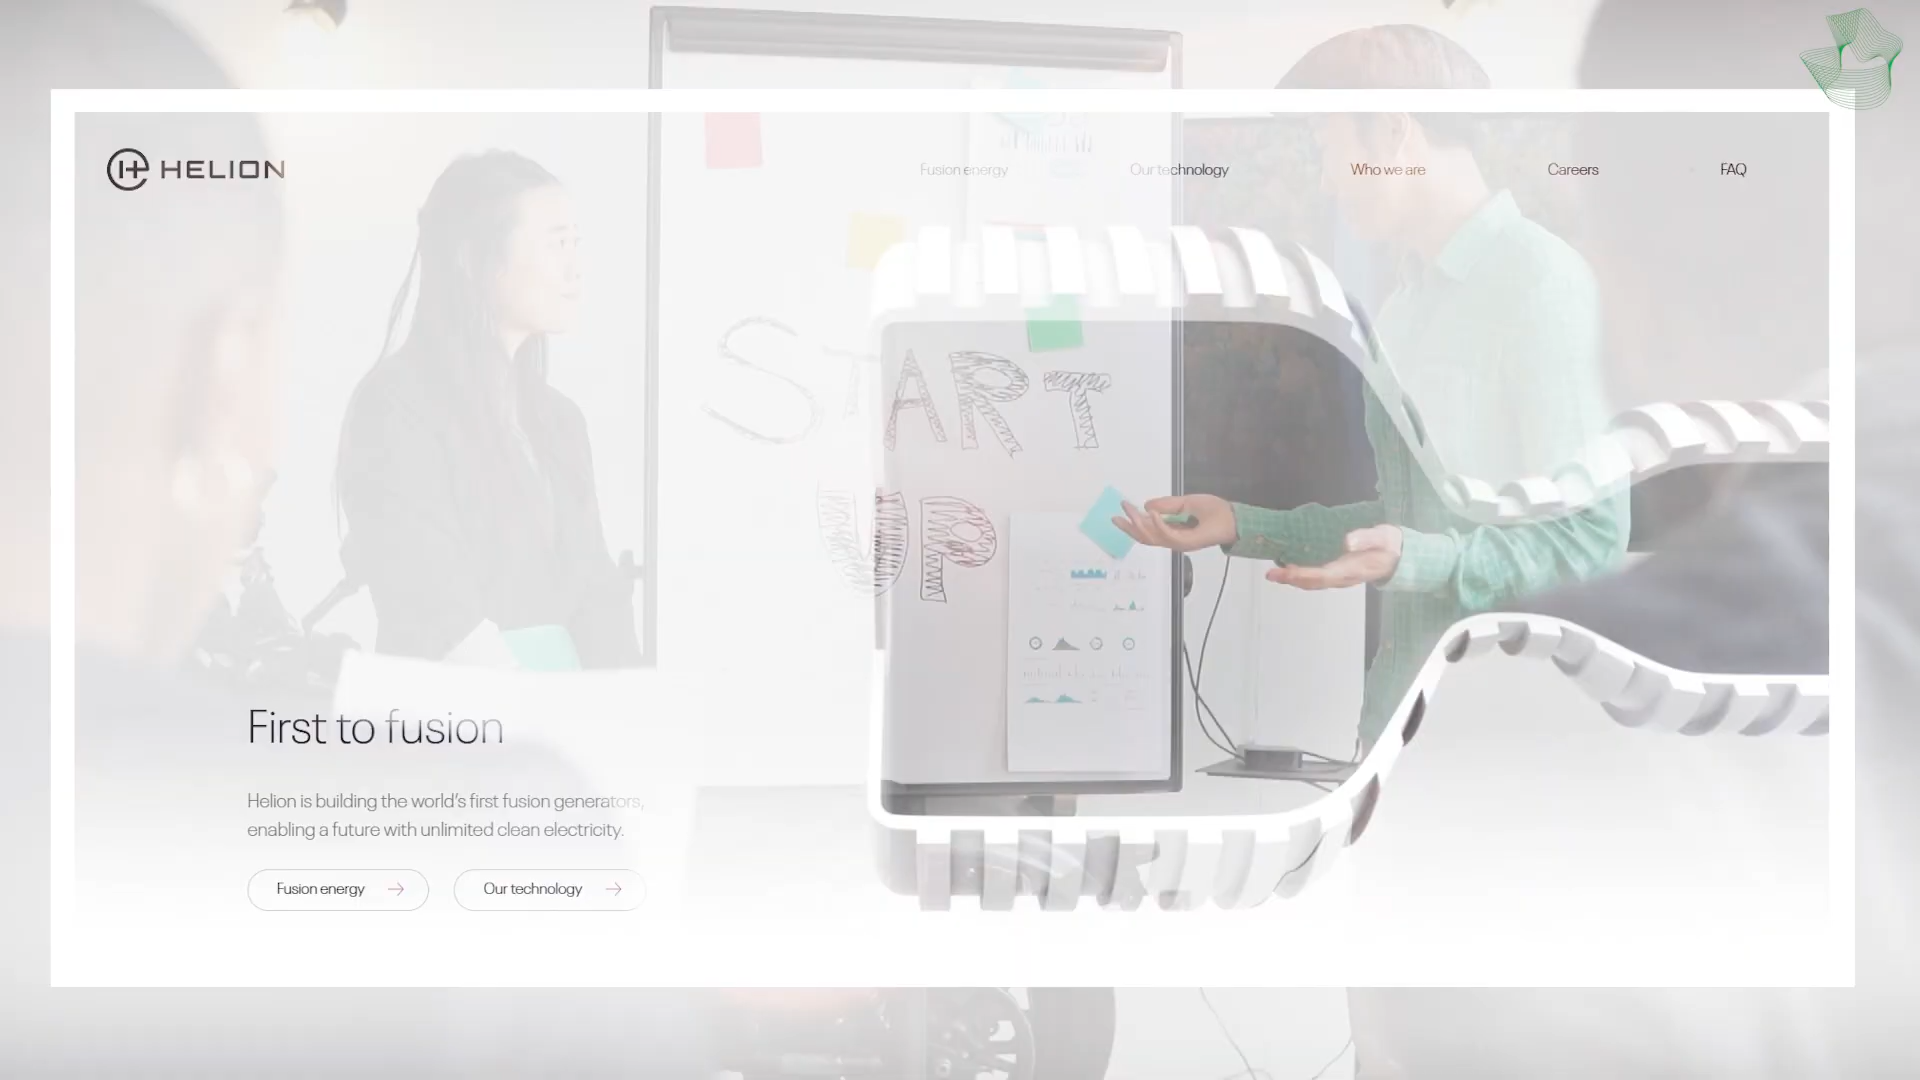 HELION
Fusion energy
Our technology
Who we are
Careers
FAQ
START
UP
First to fusion
Helion is building the world's first fusion generators,
enabling a future with unlimited clean electricity.
Fusion energy
Our technology